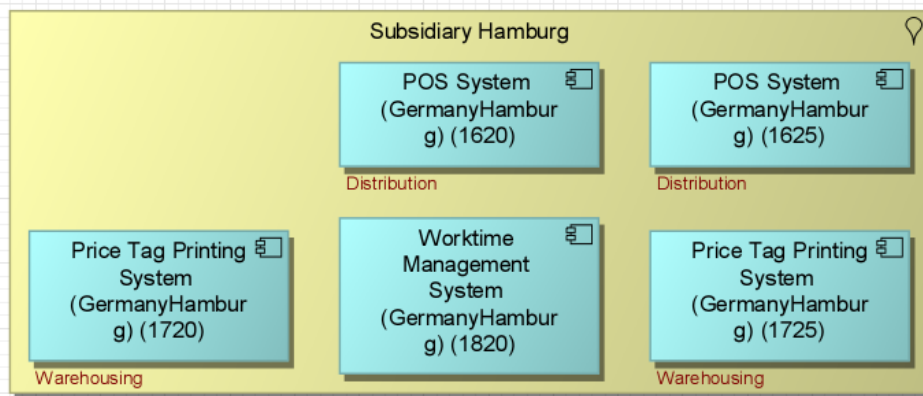 Subsidiary Hamburg
POS System
(GermanyHambur
g) (1620)
Distribution
POS System
(GermanyHambur
g) (1625)
Distribution
Price Tag Printing
System
(GermanyHambur
g) (1720)
Warehousing
Worktime
Management
System
(GermanyHambur
g) (1820)
Price Tag Printing
System
(GermanyHambur
g) (1725)
Warehousing